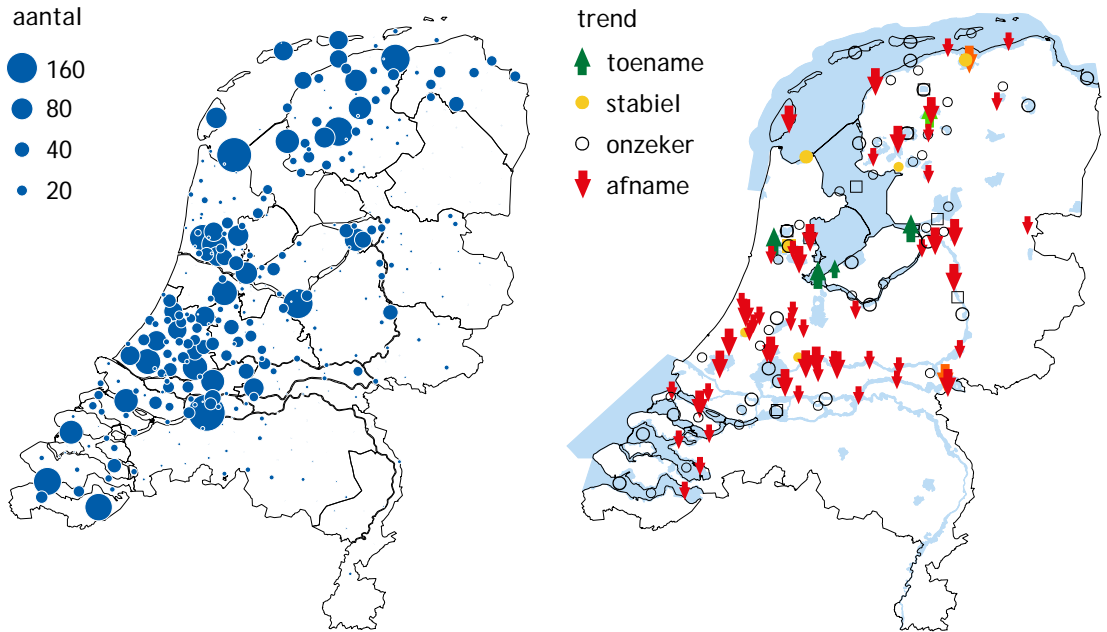 aantal
160
80
40
20
trend
toename
stabiel
onzeker
afname